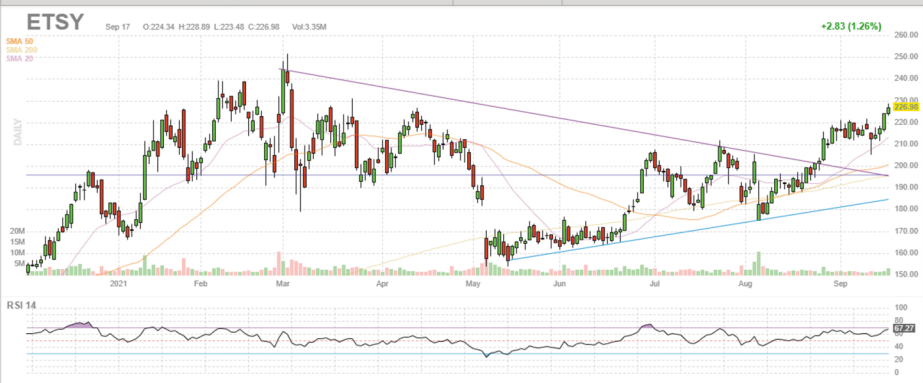 ETSY Sep 17 O:224.34 H:228.89 L:223.48 C:226.98 Vol:3.35M +2.83 (1.26%)
SMA 50
SMA 200
SMA 20
260.00
250.00
240.00
230.00
226.98
220.00
210.00
200.00
190.00
180.00
170.00
160.00
150.00
DAILY
20M
15M
10M
5M
2021 Feb Mar Apr May Jun Jul Aug Sep
RSI 14
100
80
67.27
60
40
20
0